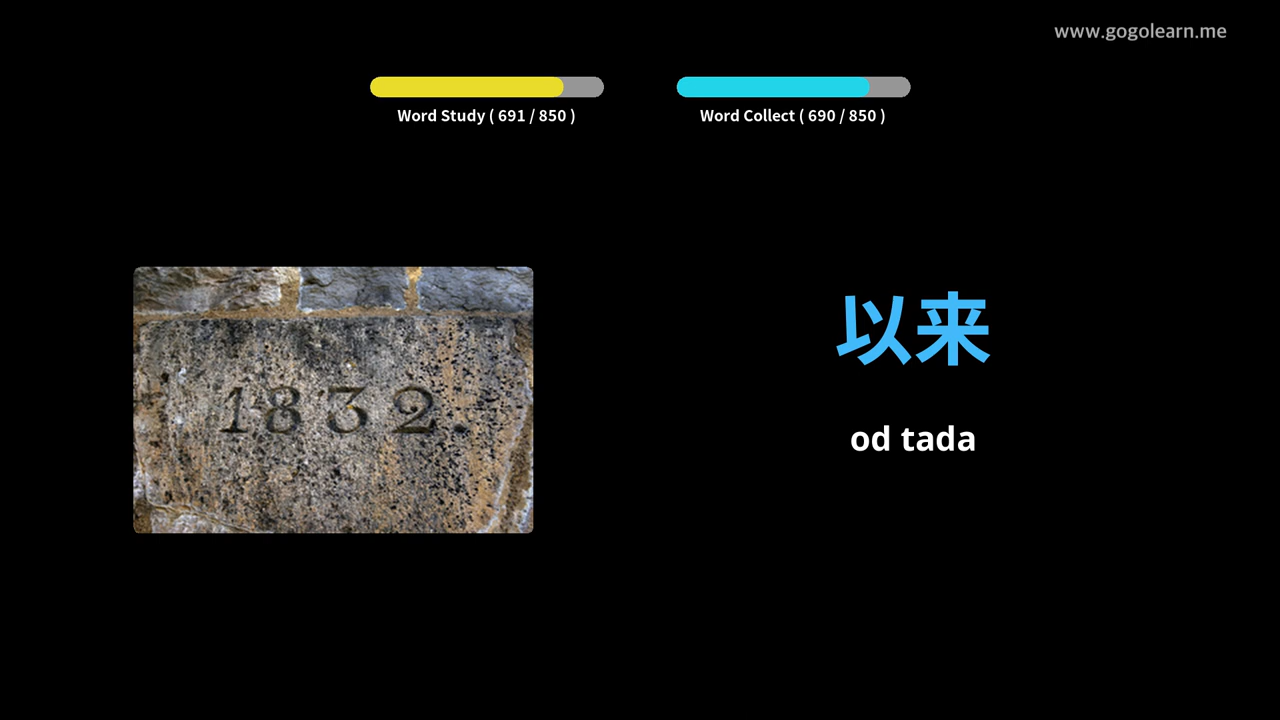 www.gogolearn.me
Word Study ( 691 / 850 )
Word Collect ( 690 / 850 )
1832.
以来
od tada